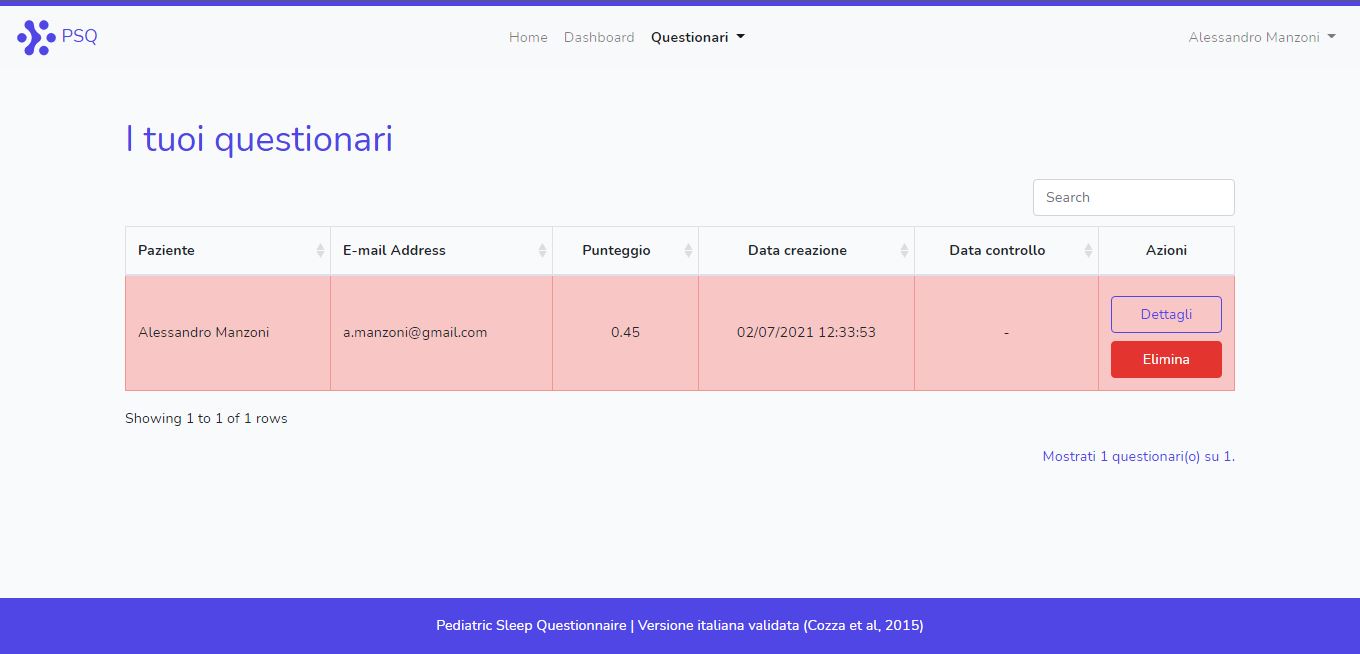 PSQ Home Dashboard Questionari Alessandro Manzoni
I tuoi questionari
Search
Paziente E-mail Address Punteggio Data creazione Data controllo Azioni
Alessandro Manzoni a.manzoni@gmail.com 0.45 02/07/2021 12:33:53 - Dettagli
Elimina
Showing 1 to 1 of 1 rows
Mostrati 1 questionari(o) su 1.
Pediatric Sleep Questionnaire | Versione italiana validata (Cozza et al, 2015)